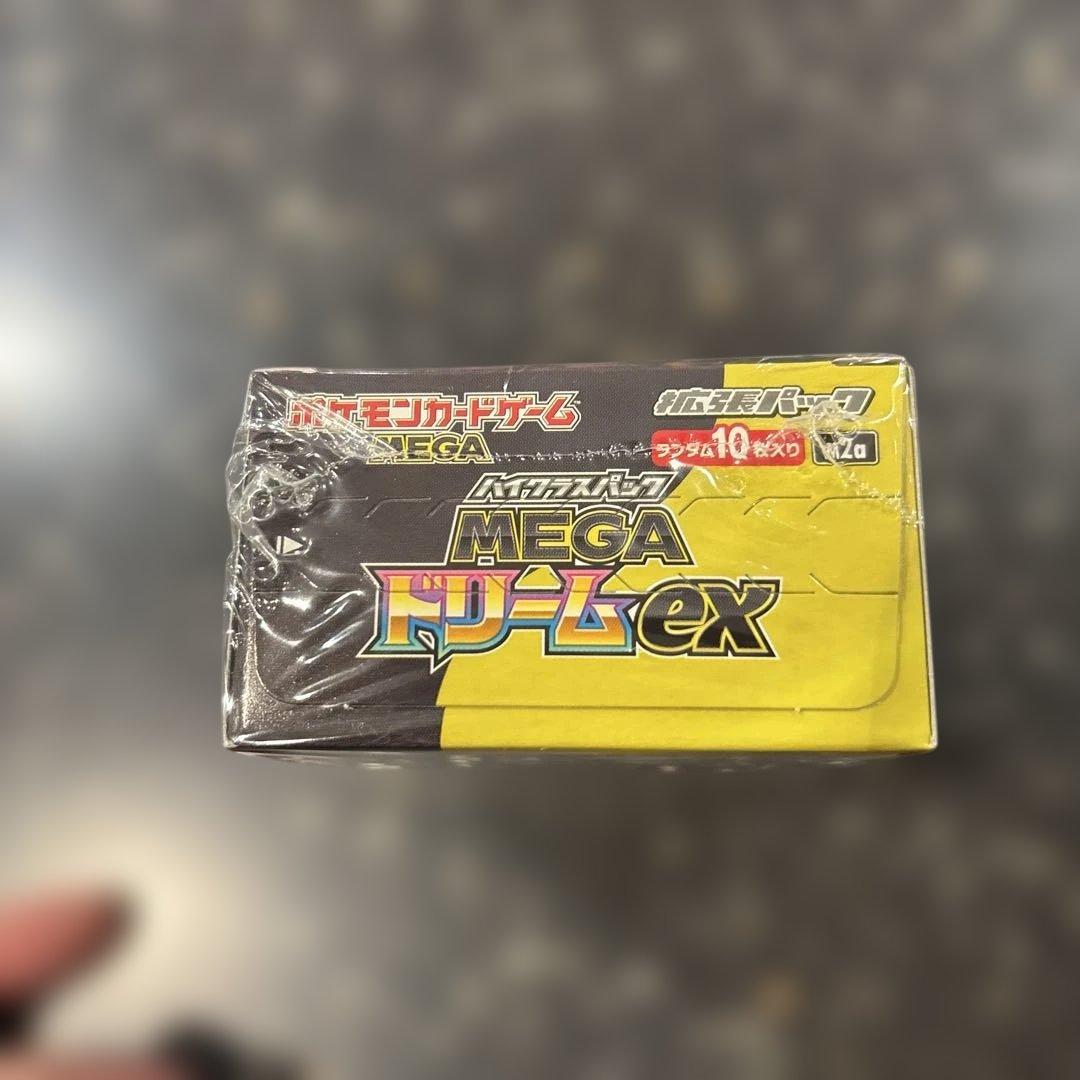 ポケモンカードゲーム
MEGA
拡張パック
ランダム10枚入り
M2a
ハイクラスパック
MEGA
ドリームex